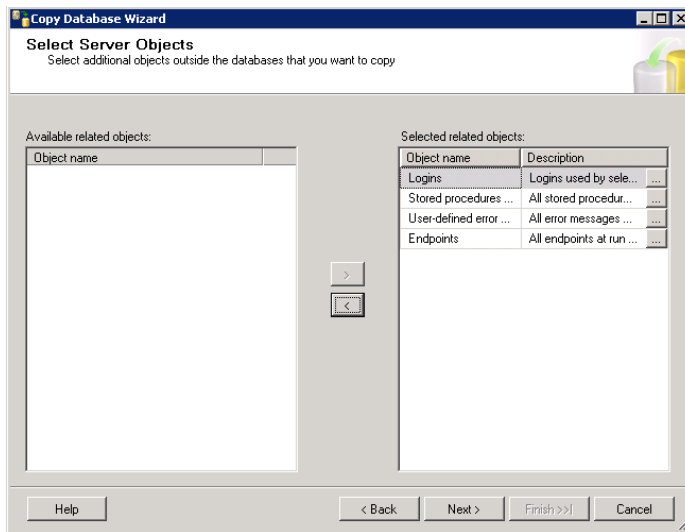 Copy Database Wizard
Select Server Objects
Select additional objects outside the databases that you want to copy
Available related objects:
Object name
Selected related objects:
Object name Description
Logins Logins used by sele... ...
Stored procedures ... All stored procedur... ...
User-defined error ... All error messages ... ...
Endpoints All endpoints at run ... ...
>
<
Help < Back Next > Finish >>| Cancel